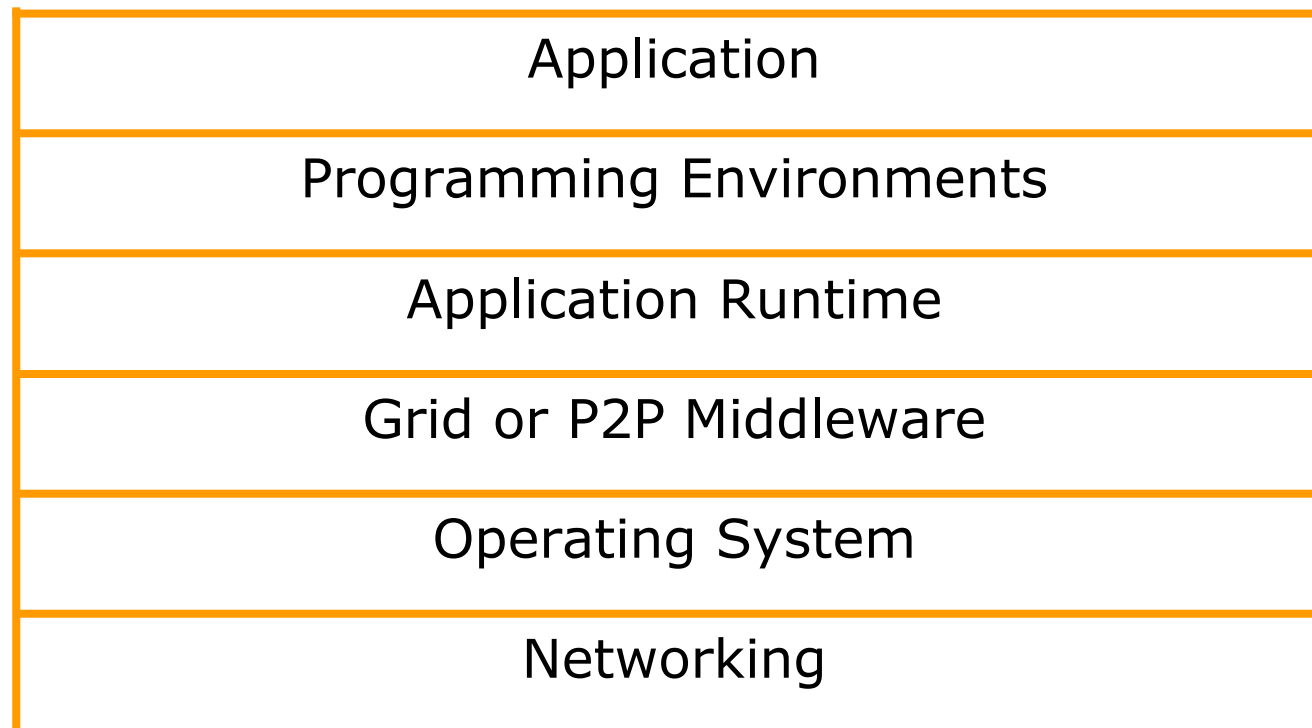 Application
Programming Environments
Application Runtime
Grid or P2P Middleware
Operating System
Networking